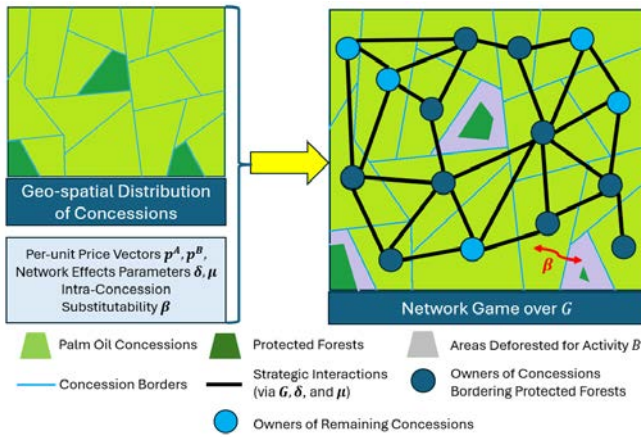 Geo-spatial Distribution
of Concessions
Per-unit Price Vectors p^A, p^B,
Network Effects Parameters δ, μ
Intra-Concession
Substitutability β
β
Network Game over G
Palm Oil Concessions
Protected Forests
Areas Deforested for Activity B
Concession Borders
Strategic Interactions
(via G, δ, and μ)
Owners of Concessions
Bordering Protected Forests
Owners of Remaining Concessions